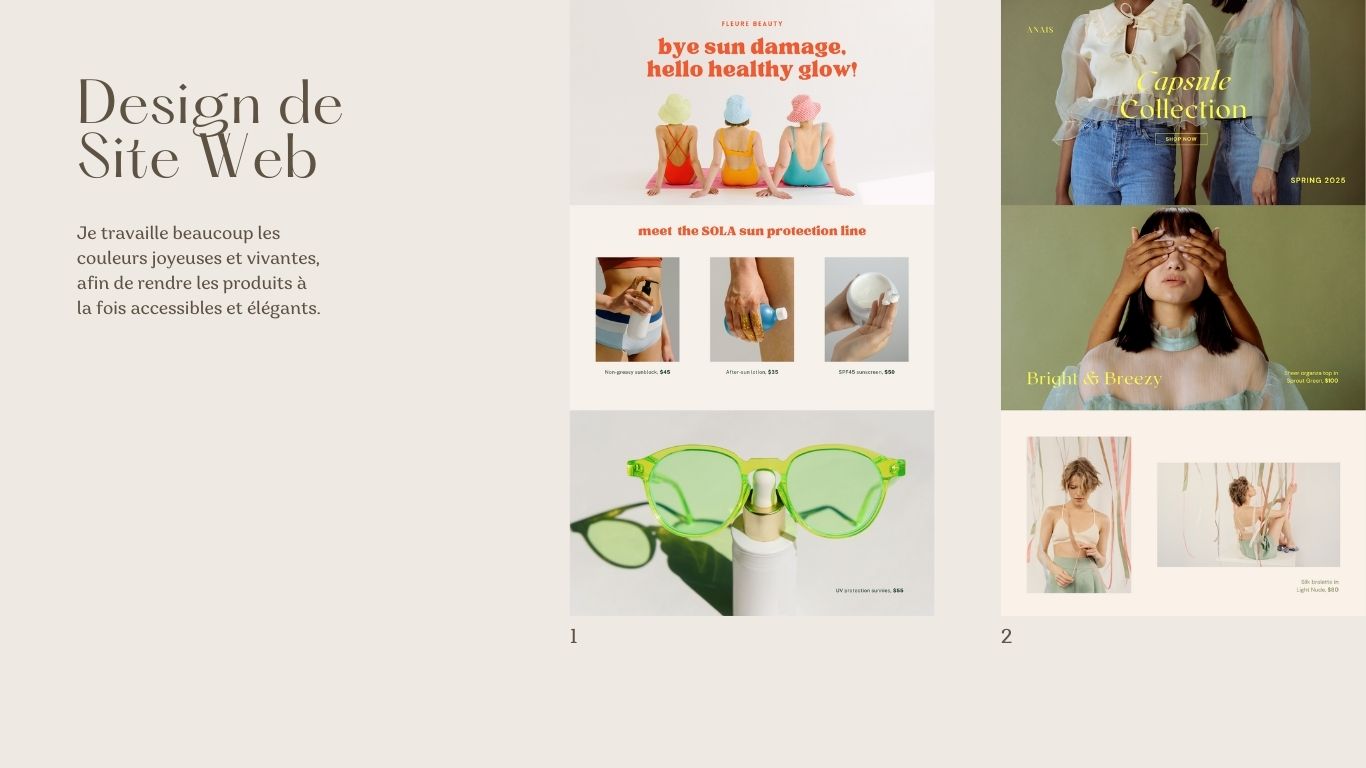 Design de
Site Web
Je travaille beaucoup les
couleurs joyeuses et vivantes,
afin de rendre les produits à
la fois accessibles et élégants.
FLEURE BEAUTY
bye sun damage,
hello healthy glow!
meet the SOLA sun protection line
Non-greasy sunblock, $45
After-sun lotion, $35
SPF45 sunscreen, $50
UV protection sunnies, $55
1
ANAIS
Capsule
Collection
SHOP NOW
SPRING 2025
Bright & Breezy
Sheer organza top in
Sprout Green, $100
Silk bralette in
Light Nude, $80
2